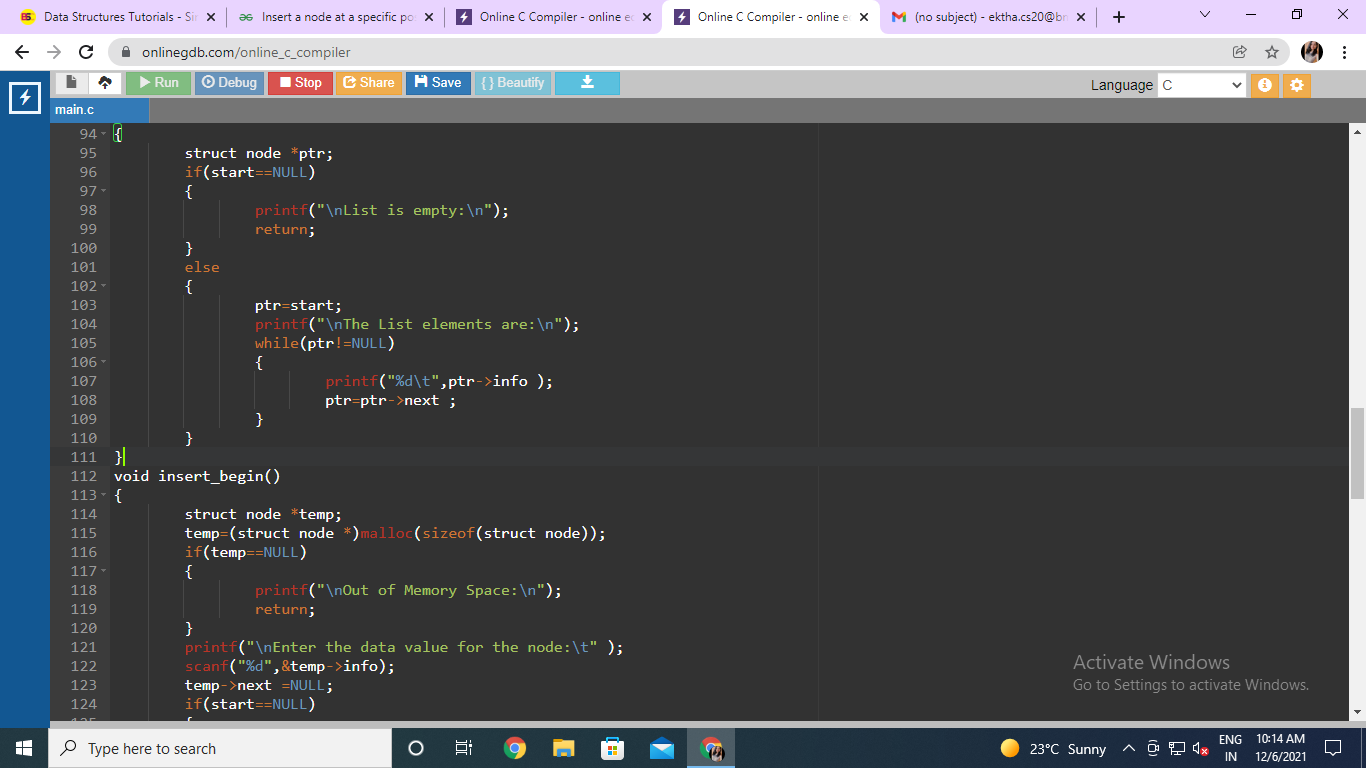 Data Structures Tutorials - Sin
Insert a node at a specific po
Online C Compiler - online e
Online C Compiler - online e
(no subject) - ektha.cs20@bn
onlinegdb.com/online_c_compiler
Run Debug Stop Share Save { } Beautify
Language C
main.c
94 {
95 struct node *ptr;
96 if(start==NULL)
97 {
98 printf("\nList is empty:\n");
99 return;
100 }
101 else
102 {
103 ptr=start;
104 printf("\nThe List elements are:\n");
105 while(ptr!=NULL)
106 {
107 printf("%d\t",ptr->info );
108 ptr=ptr->next ;
109 }
110 }
111 }
112 void insert_begin()
113 {
114 struct node *temp;
115 temp=(struct node *)malloc(sizeof(struct node));
116 if(temp==NULL)
117 {
118 printf("\nOut of Memory Space:\n");
119 return;
120 }
121 printf("\nEnter the data value for the node:\t" );
122 scanf("%d",&temp->info);
123 temp->next =NULL;
124 if(start==NULL)
125 {
Activate Windows
Go to Settings to activate Windows.
Type here to search
23°C Sunny
ENG
IN
10:14 AM
12/6/2021